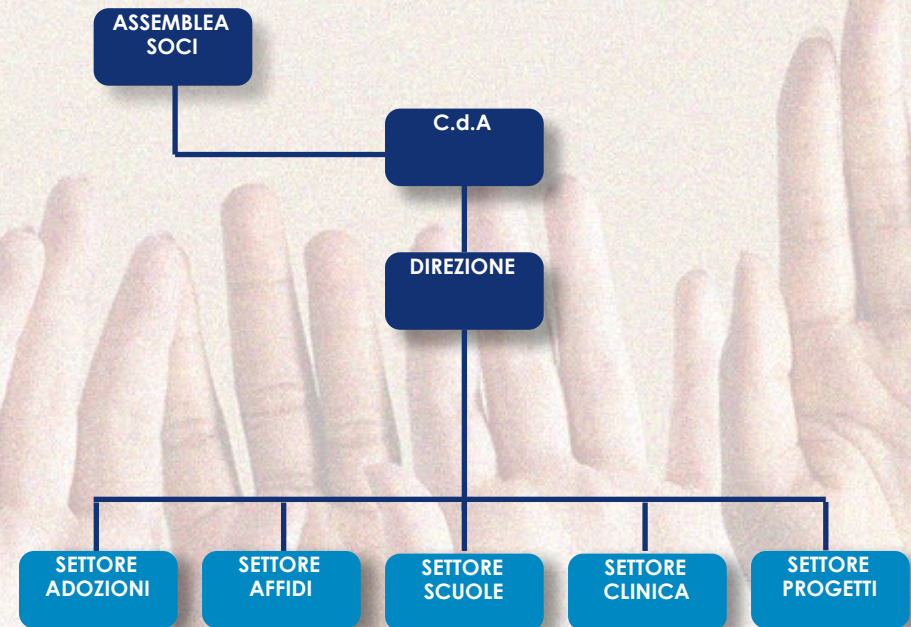 ASSEMBLEA
SOCI
C.d.A
DIREZIONE
SETTORE
ADOZIONI
SETTORE
AFFIDI
SETTORE
SCUOLE
SETTORE
CLINICA
SETTORE
PROGETTI